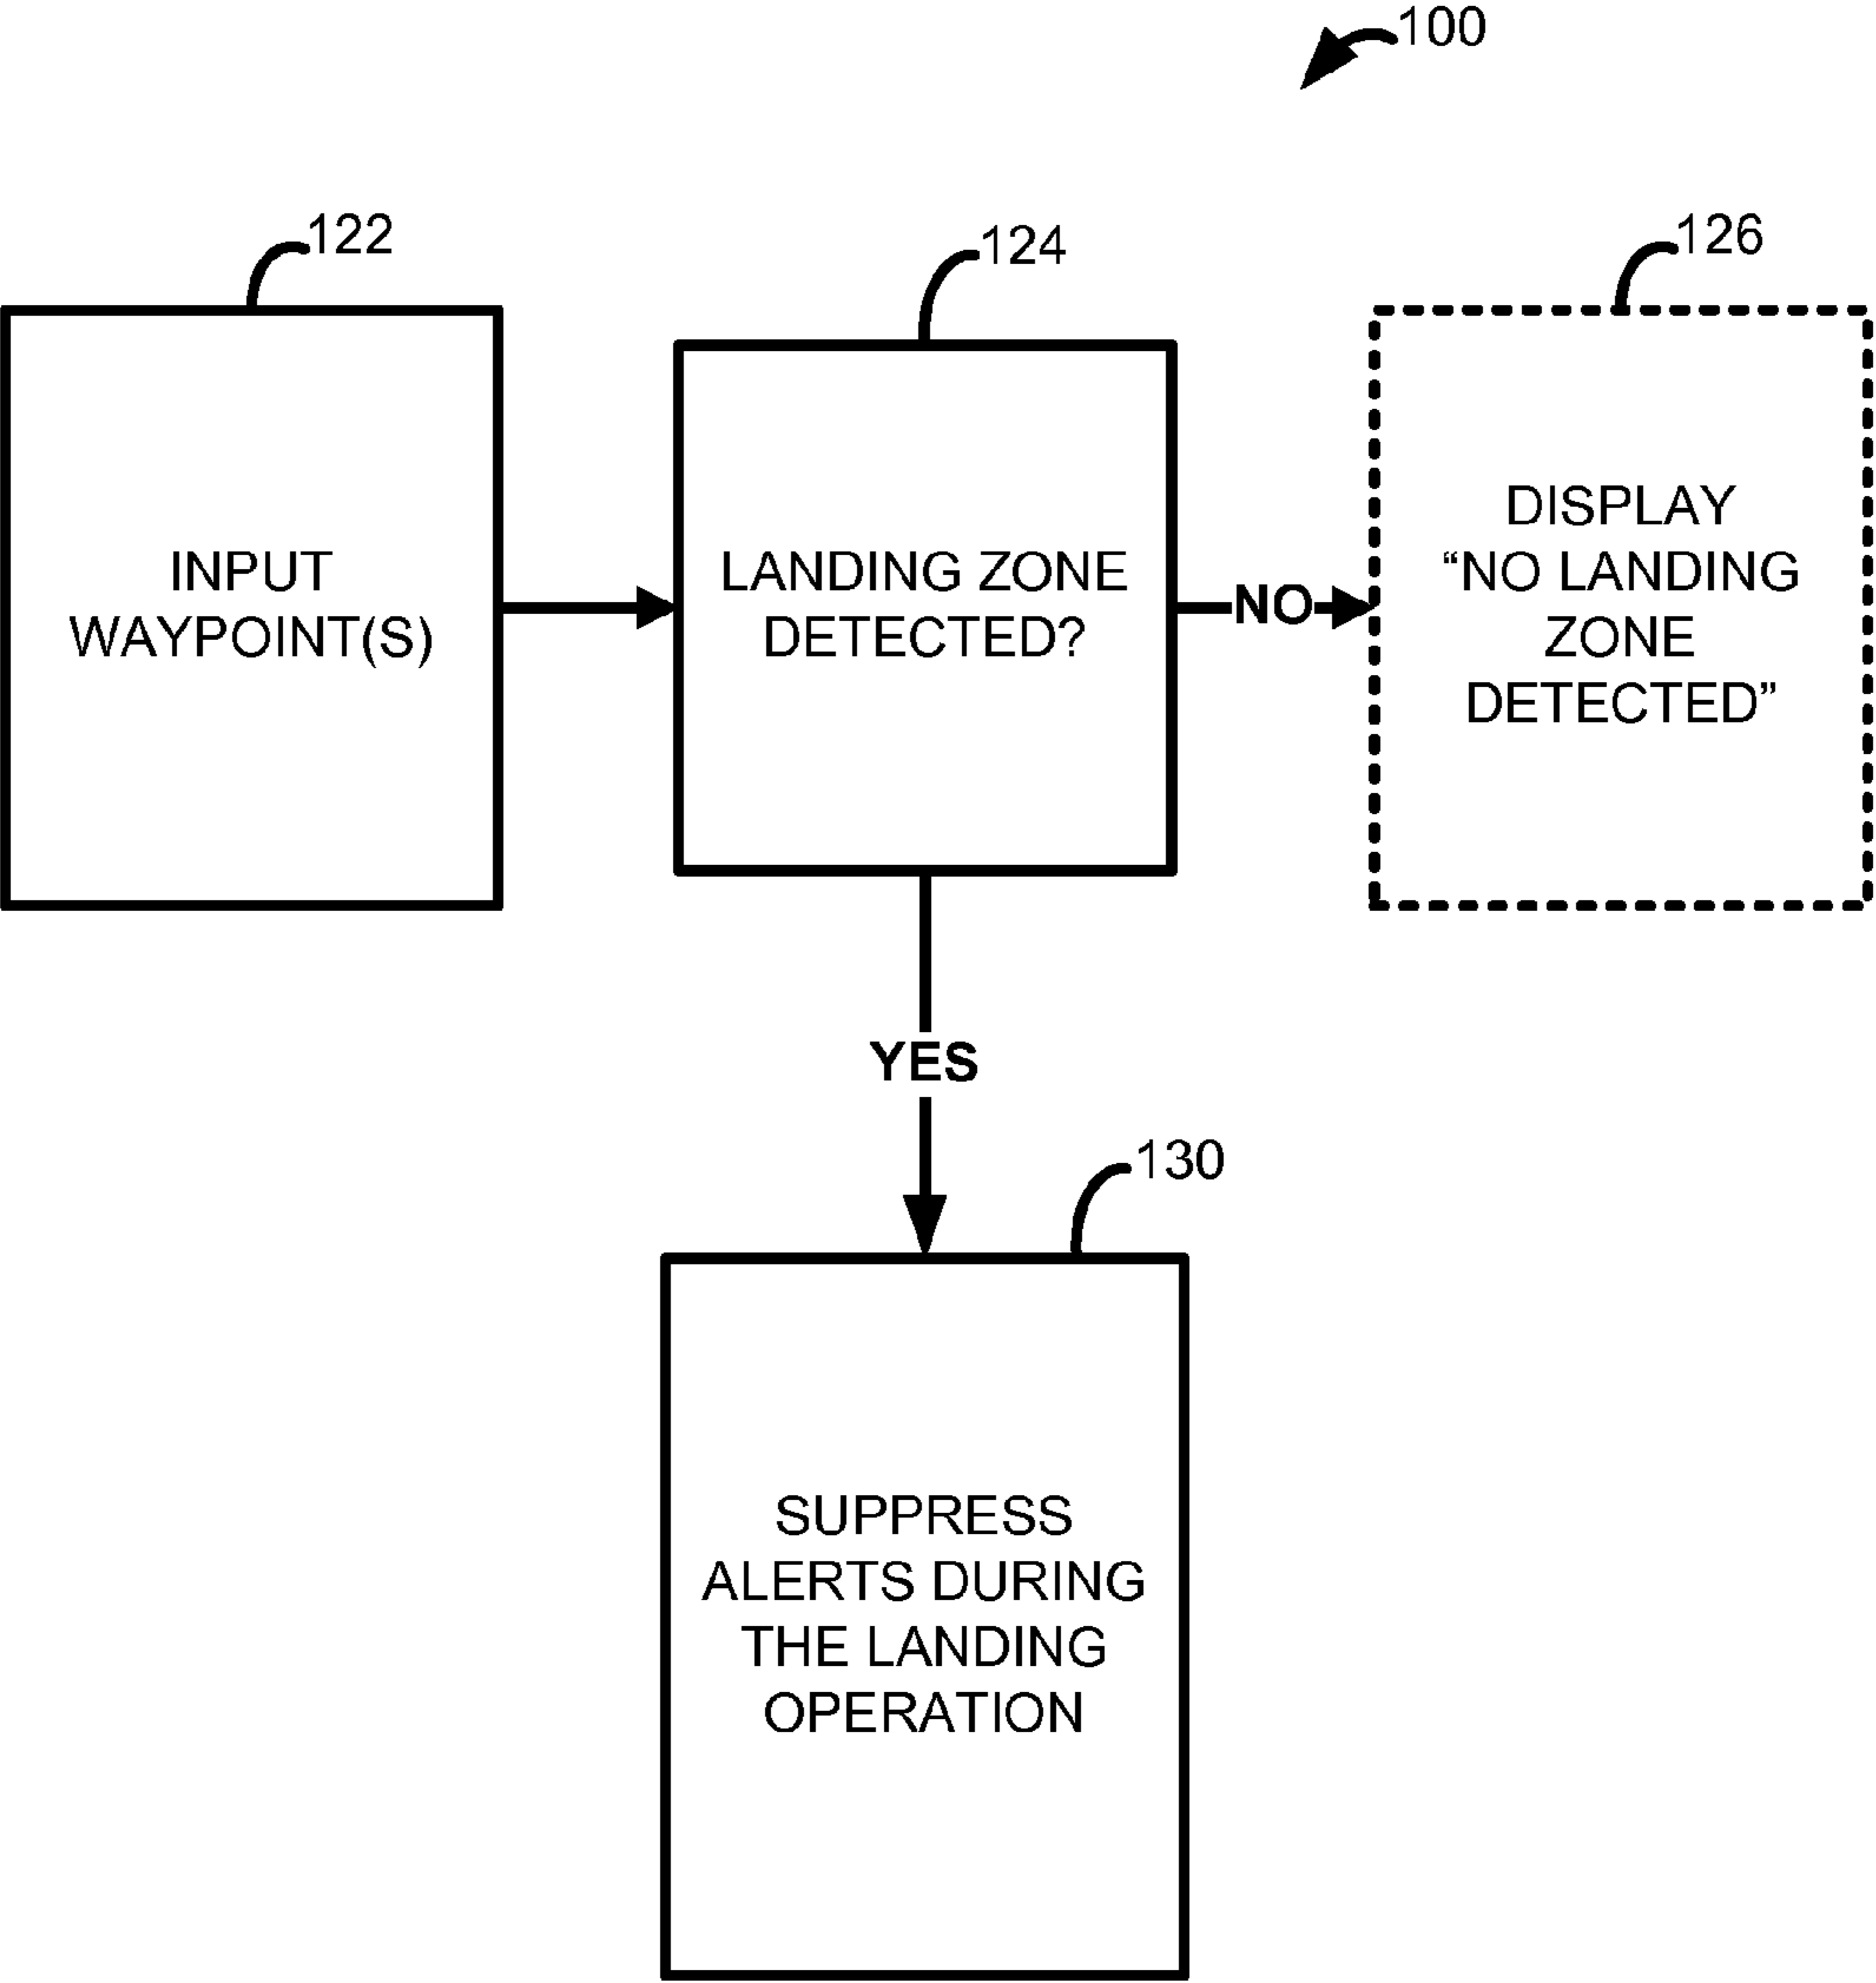 100
122
124
126
INPUT
WAYPOINT(S)
LANDING ZONE
DETECTED?
NO
DISPLAY
“NO LANDING
ZONE
DETECTED”
YES
130
SUPPRESS
ALERTS DURING
THE LANDING
OPERATION